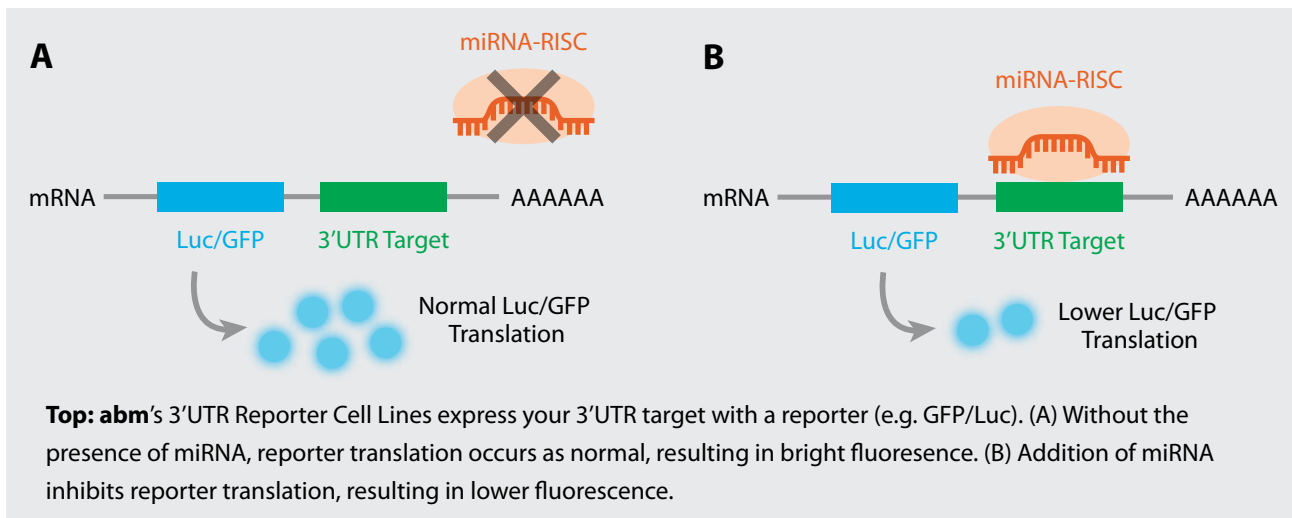 A
miRNA-RISC
mRNA
AAAAAA
Luc/GFP
3’UTR Target
Normal Luc/GFP
Translation
B
miRNA-RISC
mRNA
AAAAAA
Luc/GFP
3’UTR Target
Lower Luc/GFP
Translation
Top: abm’s 3’UTR Reporter Cell Lines express your 3’UTR target with a reporter (e.g. GFP/Luc). (A) Without the
presence of miRNA, reporter translation occurs as normal, resulting in bright fluoresence. (B) Addition of miRNA
inhibits reporter translation, resulting in lower fluorescence.